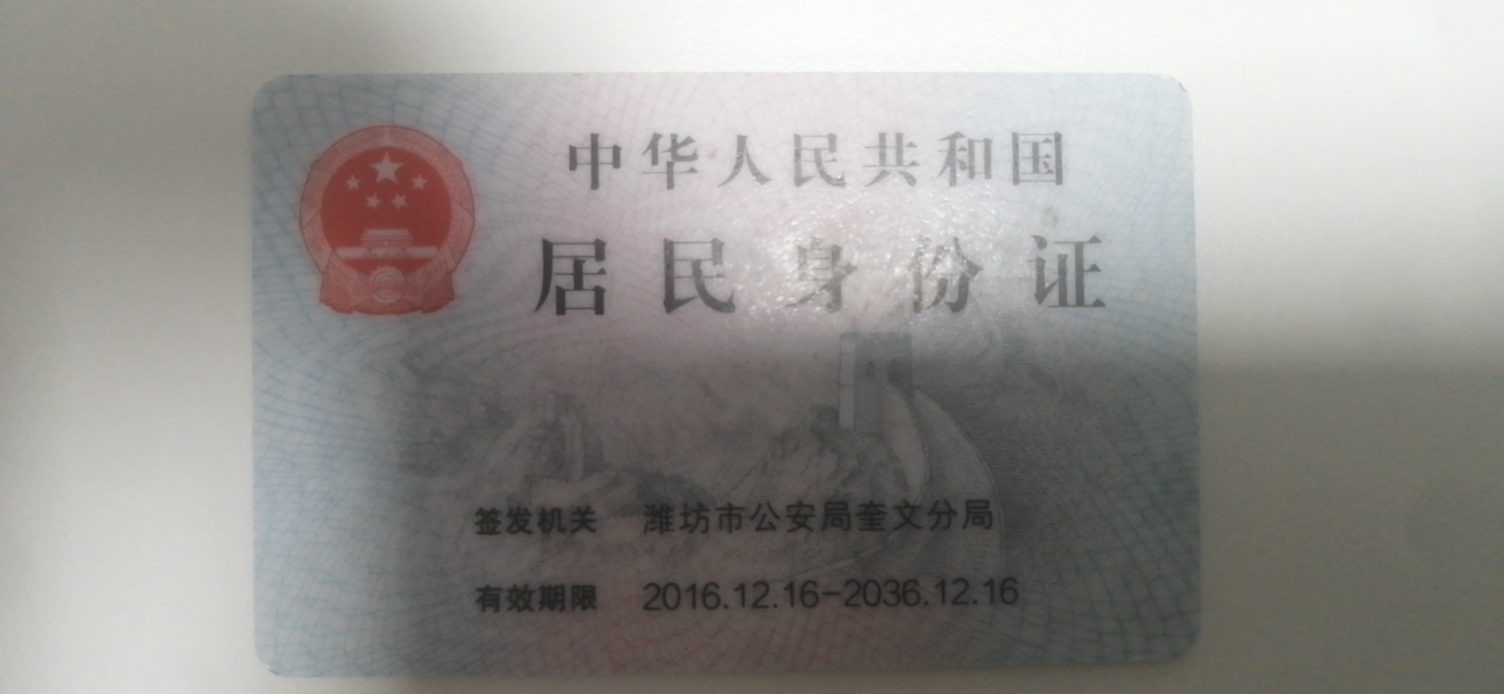 中华人民共和国
居民身份证
签发机关 潍坊市公安局奎文分局
有效期限 2016.12.16-2036.12.16